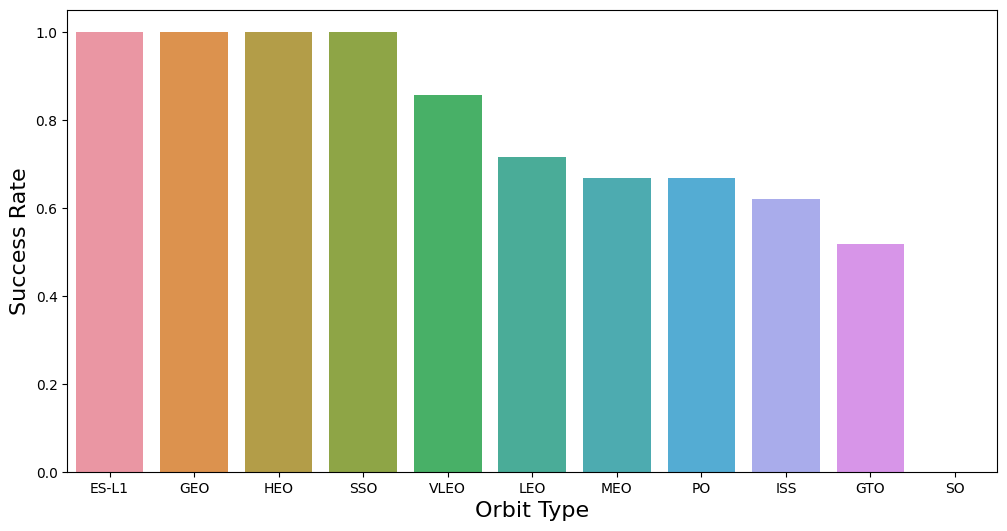 Success Rate
1.0
0.8
0.6
0.4
0.2
0.0
ES-L1 GEO HEO SSO VLEO LEO MEO PO ISS GTO SO
Orbit Type